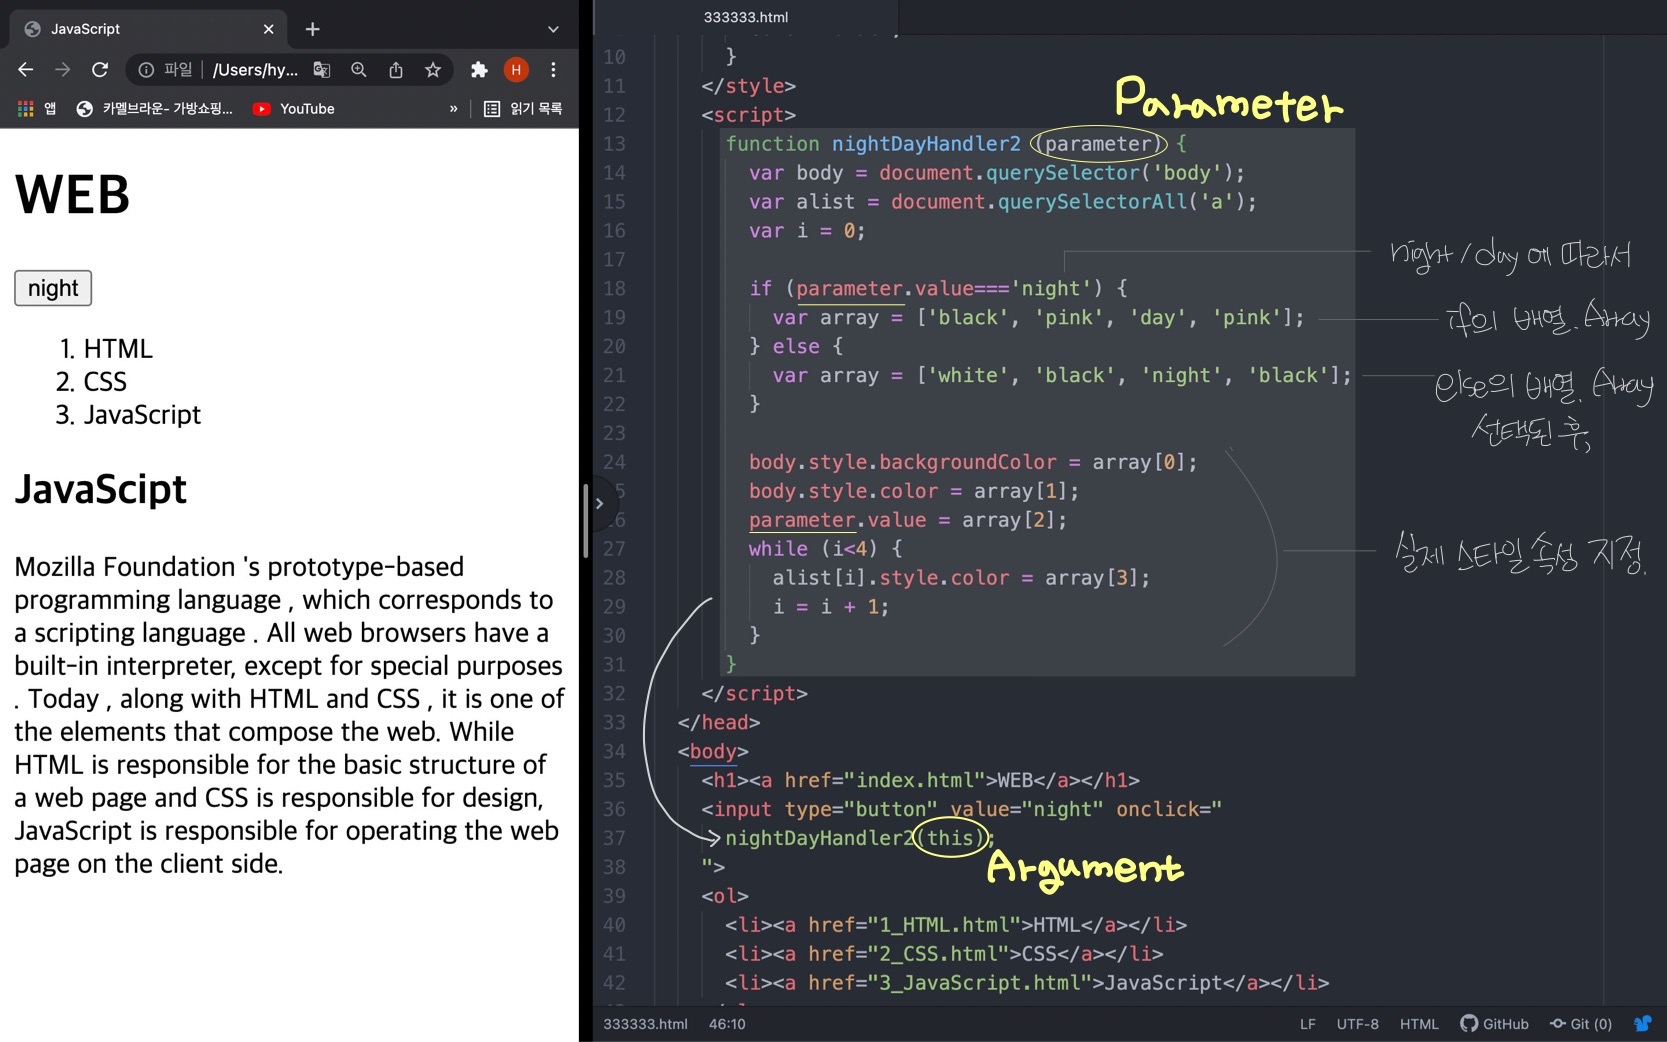 JavaScript
파일 /Users/hy...
H
앱 카멜브라운- 가방쇼핑... YouTube » 읽기 목록
WEB
night
1. HTML
2. CSS
3. JavaScript
JavaScipt
Mozilla Foundation 's prototype-based
programming language , which corresponds to
a scripting language . All web browsers have a
built-in interpreter, except for special purposes
. Today , along with HTML and CSS , it is one of
the elements that compose the web. While
HTML is responsible for the basic structure of
a web page and CSS is responsible for design,
JavaScript is responsible for operating the web
page on the client side.
333333.html
10 }
11 </style>
12 <script>
Parameter
13 function nightDayHandler2 (parameter) {
14 var body = document.querySelector('body');
15 var alist = document.querySelectorAll('a');
16 var i = 0;
17
night/day에 따라서
18 if (parameter.value==='night') {
19 var array = ['black', 'pink', 'day', 'pink'];
if의 배열. Array
20 } else {
21 var array = ['white', 'black', 'night', 'black'];
else의 배열. Array
선택된 후,
22 }
23
24 body.style.backgroundColor = array[0];
5 body.style.color = array[1];
6 parameter.value = array[2];
27 while (i<4) {
실제 스타일 속성 지정.
28 alist[i].style.color = array[3];
29 i = i + 1;
30 }
31 }
32 </script>
33 </head>
34 <body>
35 <h1><a href="index.html">WEB</a></h1>
36 <input type="button" value="night" onclick="
37 nightDayHandler2(this);
Argument
38 ">
39 <ol>
40 <li><a href="1_HTML.html">HTML</a></li>
41 <li><a href="2_CSS.html">CSS</a></li>
42 <li><a href="3_JavaScript.html">JavaScript</a></li>
333333.html 46:10 LF UTF-8 HTML GitHub Git (0)